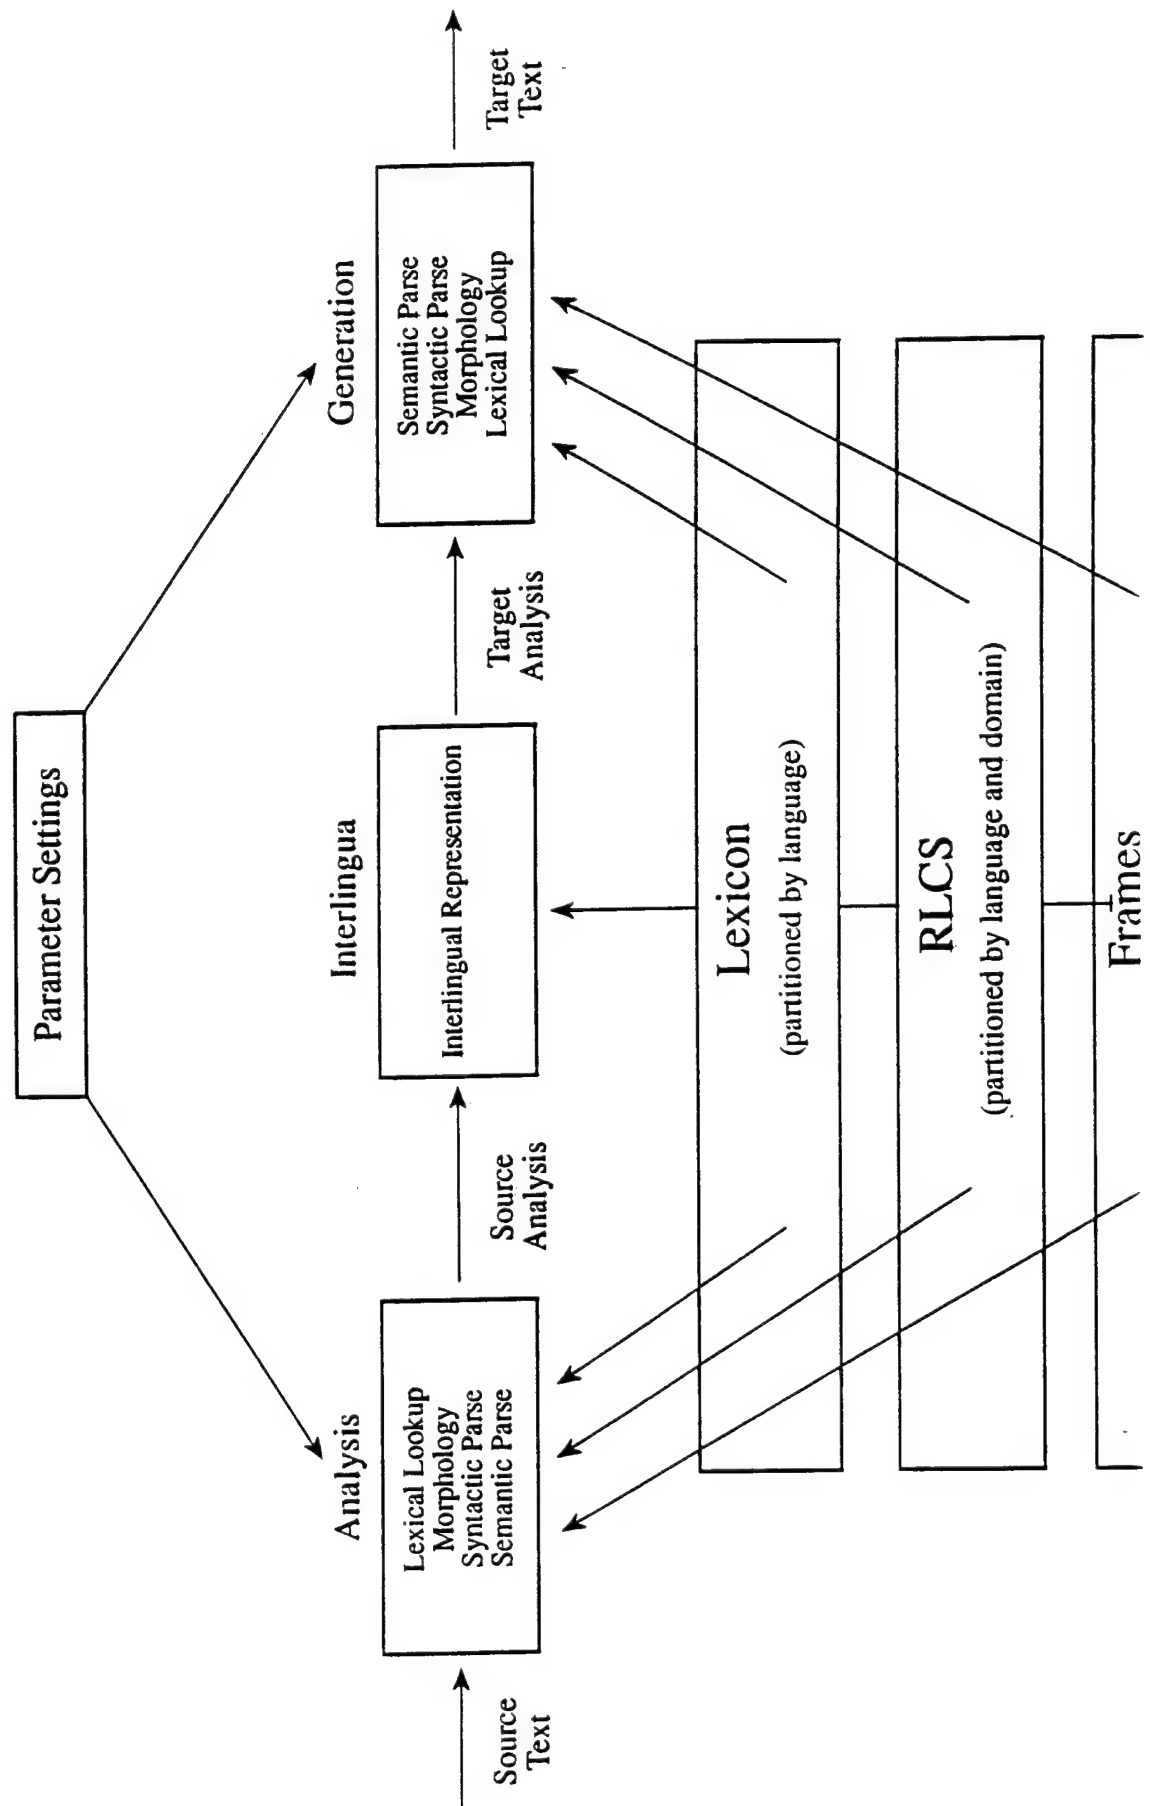 Parameter Settings
Analysis
Interlingua
Generation
Lexical Lookup
Morphology
Syntactic Parse
Semantic Parse
Interlingual Representation
Semantic Parse
Syntactic Parse
Morphology
Lexical Lookup
Source
Text
Source
Analysis
Target
Analysis
Target
Text
Lexicon
(partitioned by language)
RLCS
(partitioned by language and domain)
Frames